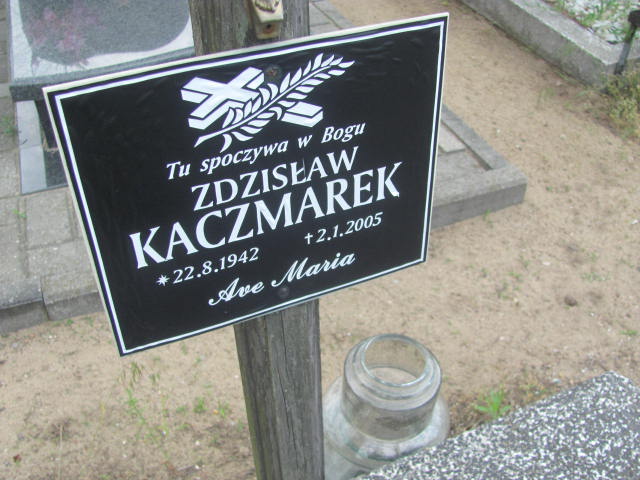 Tu spoczywa w Bogu
ZDZISŁAW
KACZMAREK
*22.8.1942 †2.1.2005
Ave Maria